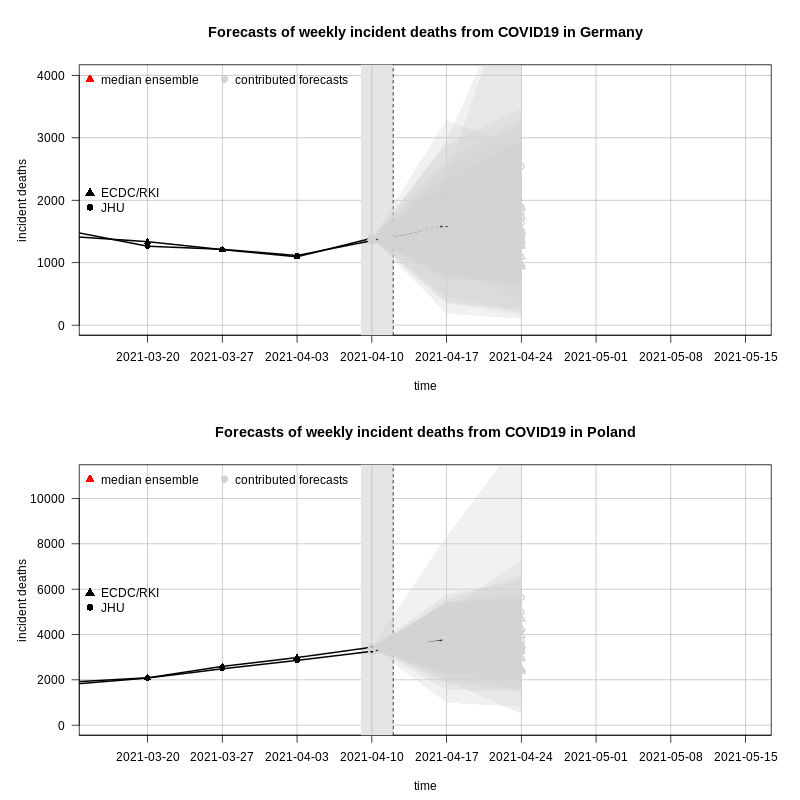 Forecasts of weekly incident deaths from COVID19 in Germany
4000
3000
2000
1000
0
incident deaths
median ensemble
contributed forecasts
ECDC/RKI
JHU
2021-03-20 2021-03-27 2021-04-03 2021-04-10 2021-04-17 2021-04-24 2021-05-01 2021-05-08 2021-05-15
time
Forecasts of weekly incident deaths from COVID19 in Poland
10000
8000
6000
4000
2000
0
incident deaths
median ensemble
contributed forecasts
ECDC/RKI
JHU
2021-03-20 2021-03-27 2021-04-03 2021-04-10 2021-04-17 2021-04-24 2021-05-01 2021-05-08 2021-05-15
time